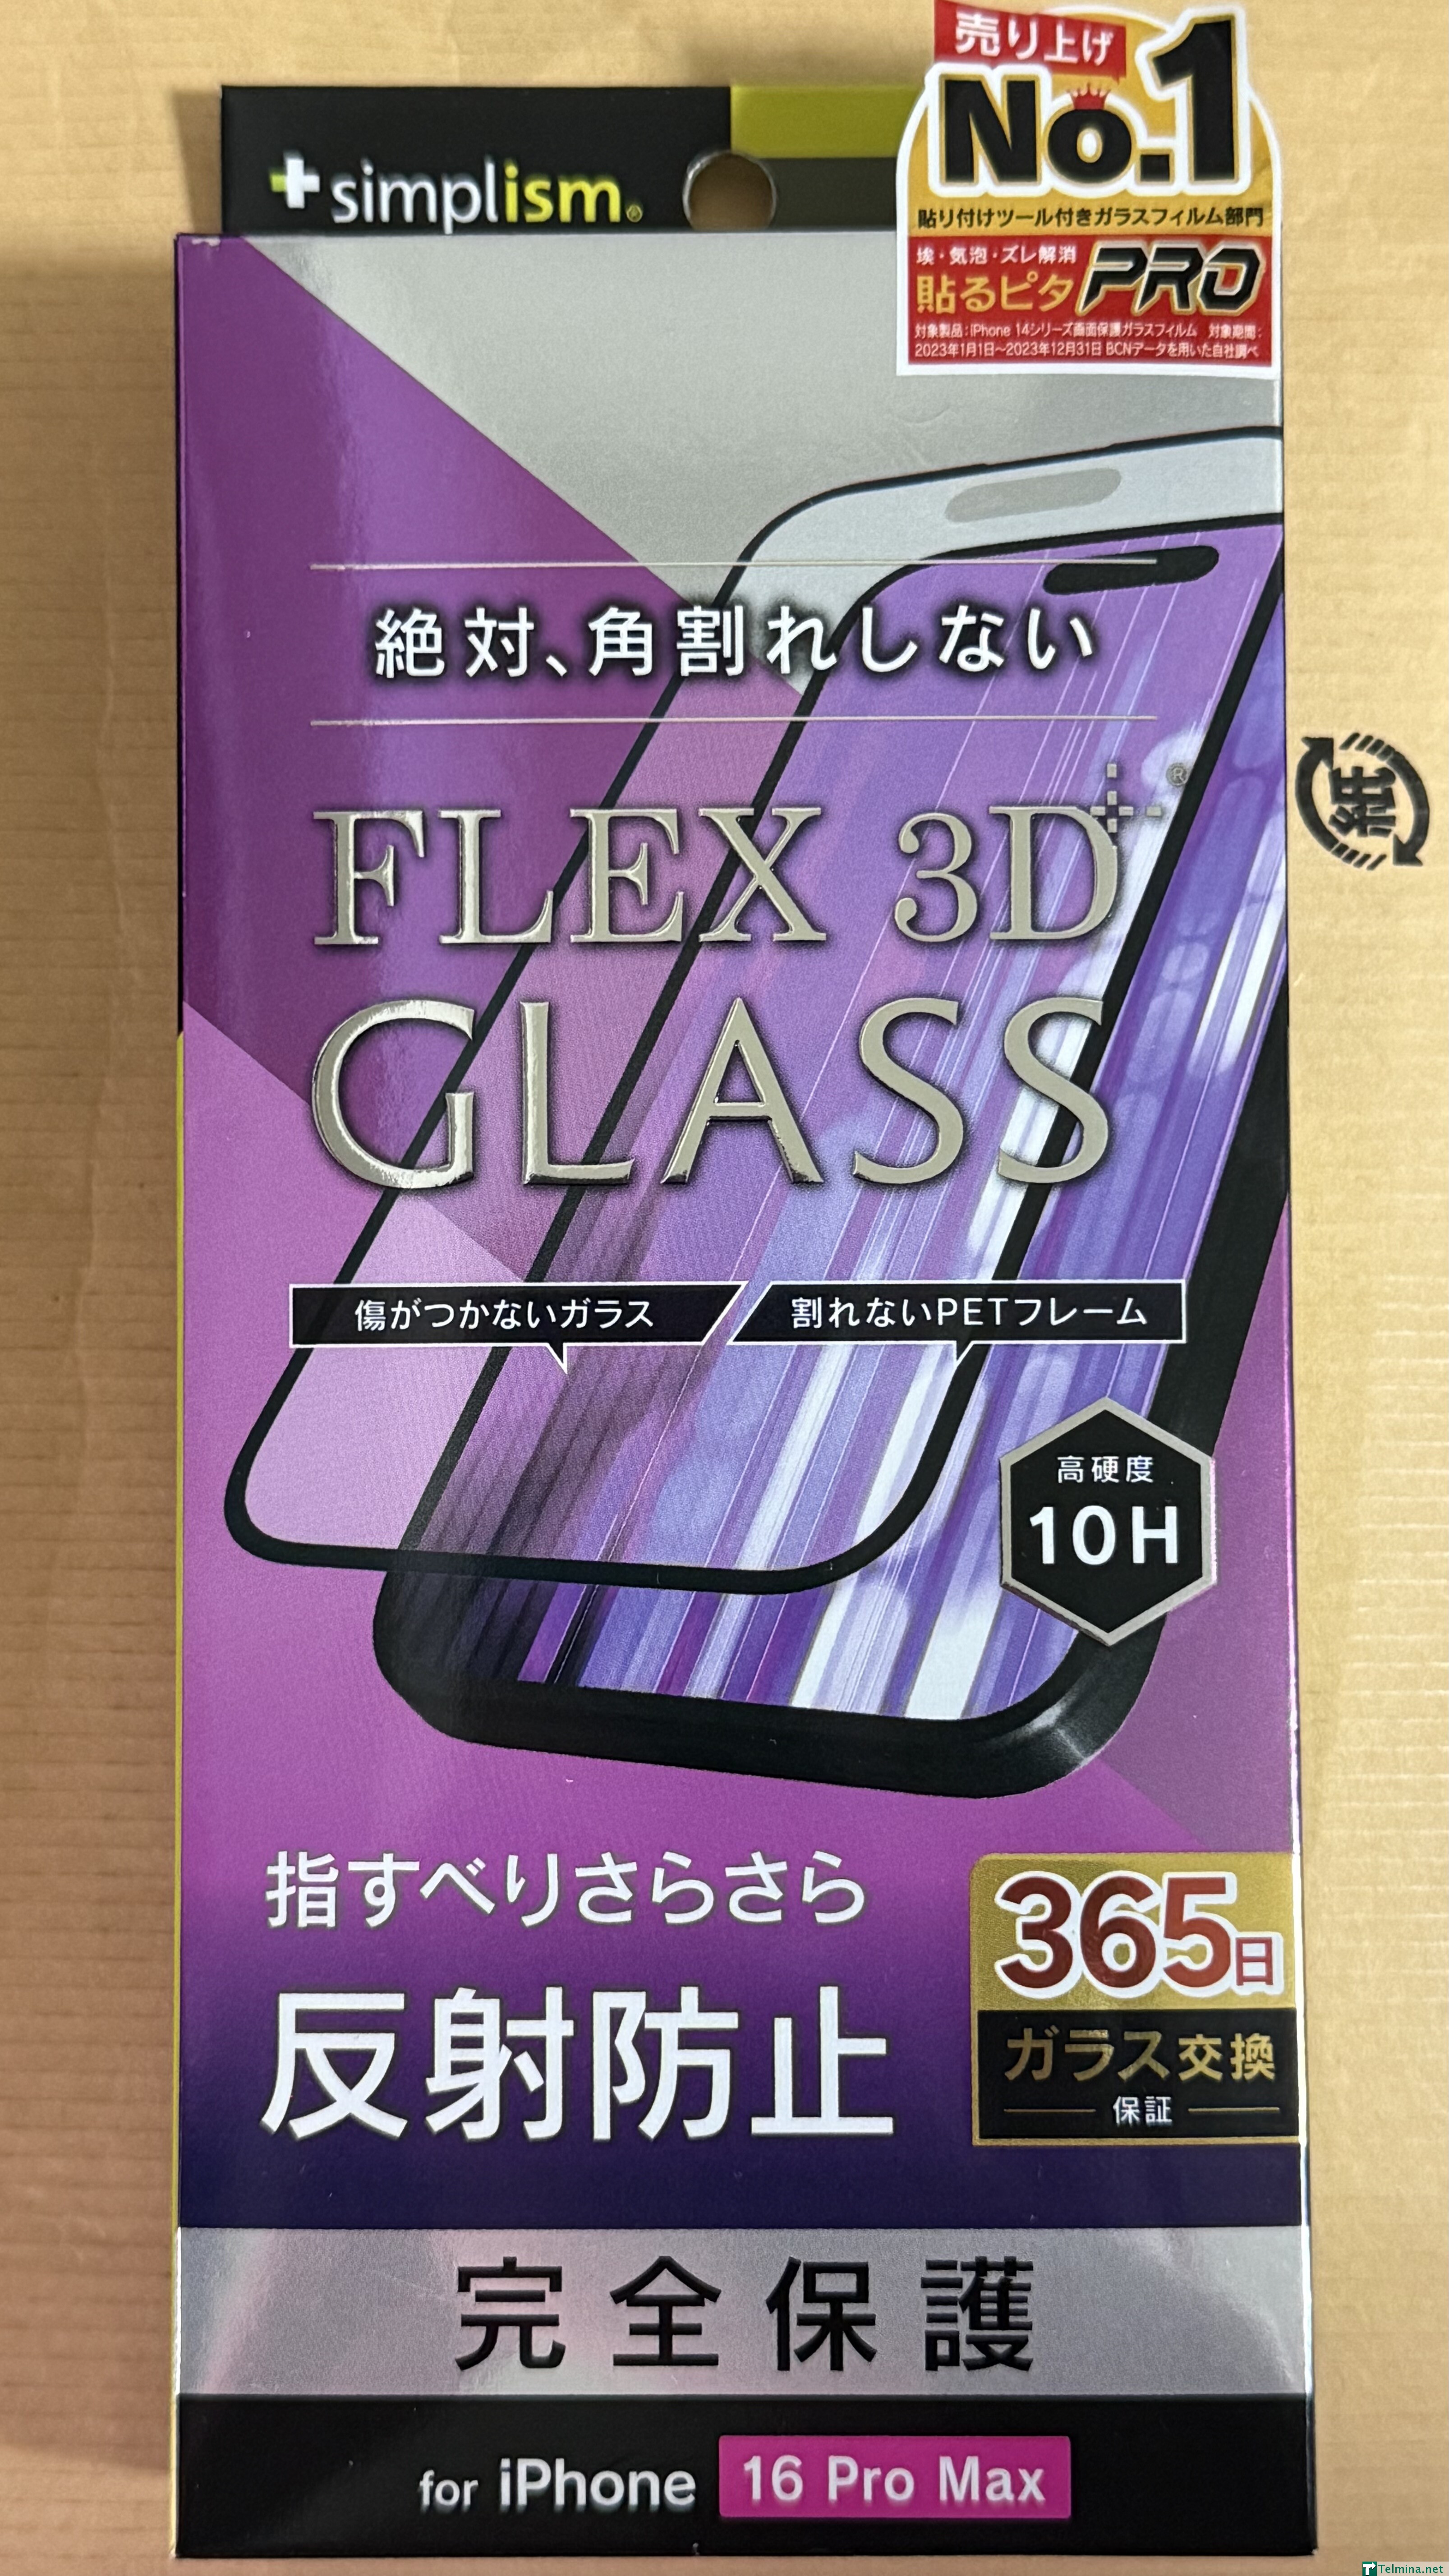 売り上げ
No.1
貼り付けツール付きガラスフィルム部門
埃・気泡・ズレ解消
貼るピタ PRO
対象製品：iPhone 14シリーズ画面保護ガラスフィルム 対象期間：
2023年1月1日～2023年12月31日 BCNデータを用いた自社調べ
simplism®
絶対、角割れしない
FLEX 3D®
GLASS
傷がつかないガラス
割れないPETフレーム
高硬度
10H
指すべりさらさら
反射防止
365日
ガラス交換
保証
完全保護
for iPhone 16 Pro Max
紙
Telmina.net